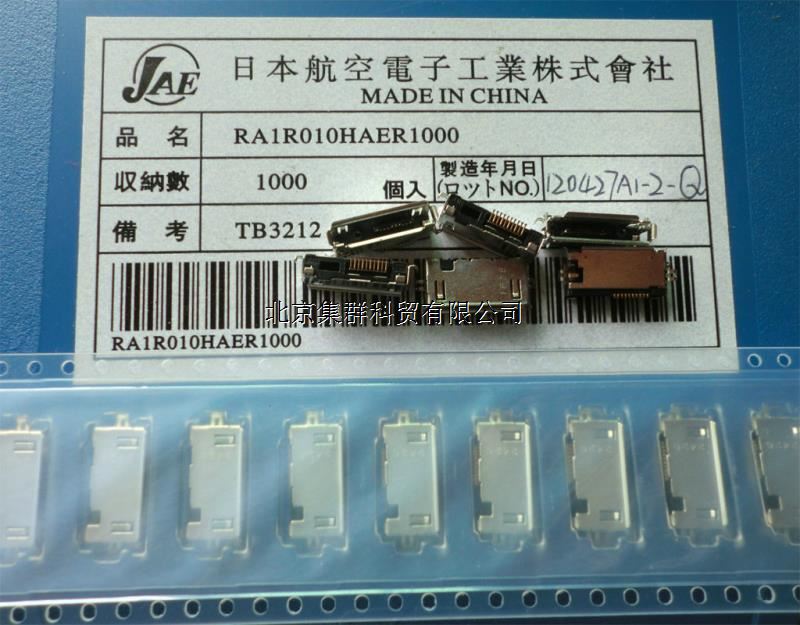 JAE 日本航空電子工業株式會社
MADE IN CHINA
品名 RA1R010HAER1000
収納數 1000 個入 製造年月日(ロットNO.) 120427A1-2-Q
備考 TB3212
北京集群科贸有限公司
RA1R010HAER1000